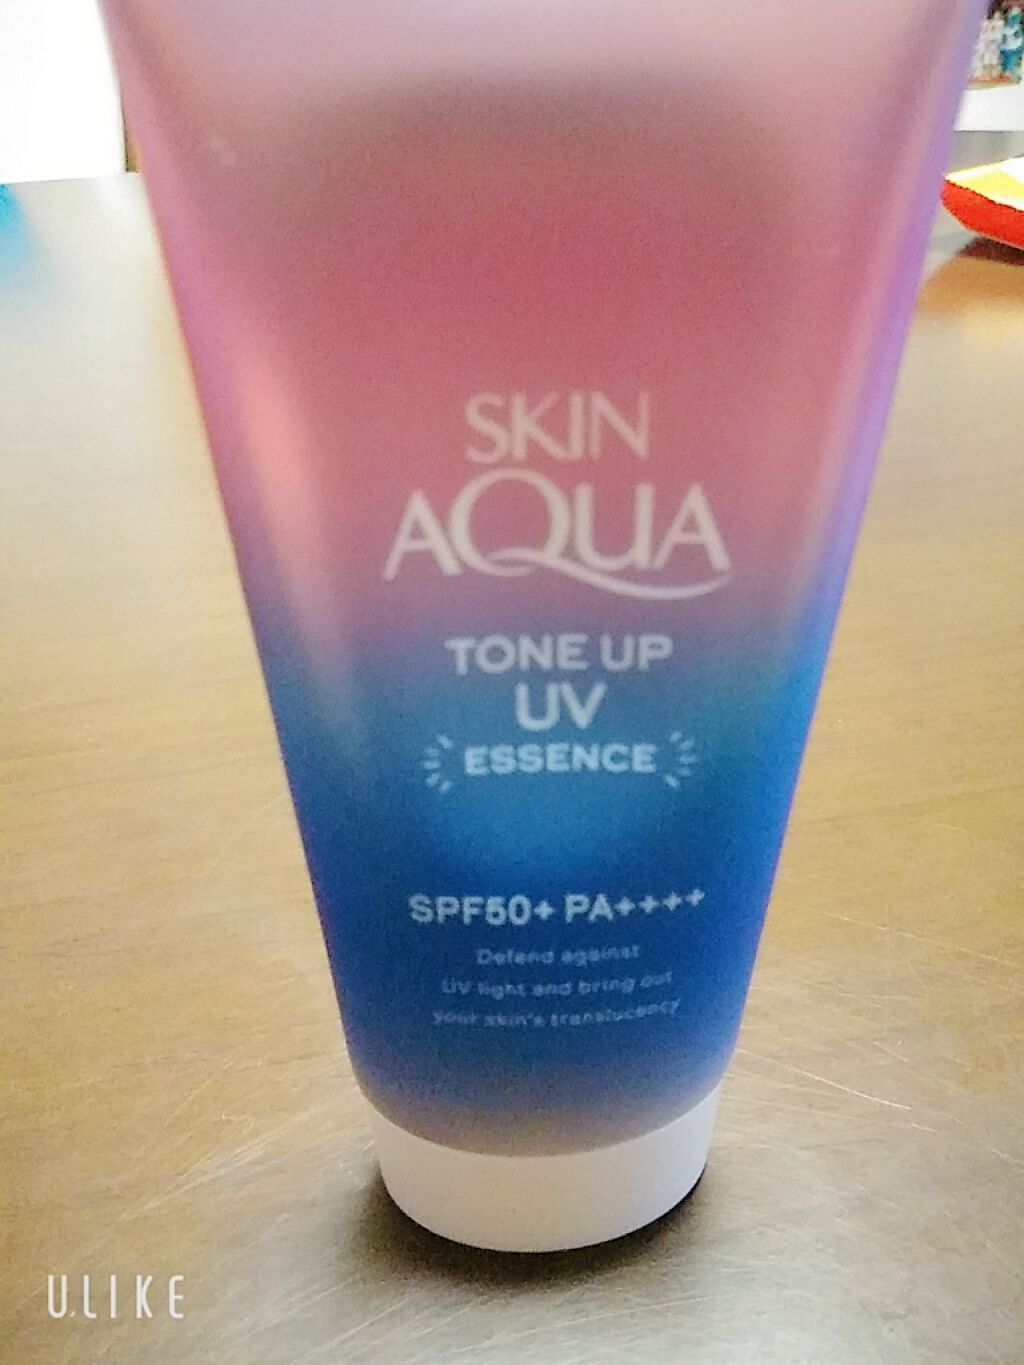 SKIN
AQUA
TONE UP
UV
ESSENCE
SPF50+ PA++++
Defend against
UV light and bring out
your skin's translucency
U.LIKE